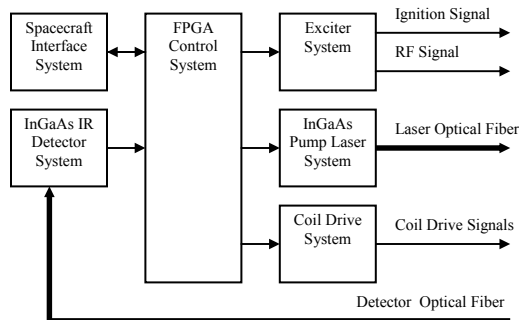 Spacecraft
Interface
System
FPGA
Control
System
Exciter
System
Ignition Signal
RF Signal
InGaAs IR
Detector
System
InGaAs
Pump Laser
System
Laser Optical Fiber
Coil Drive
System
Coil Drive Signals
Detector Optical Fiber